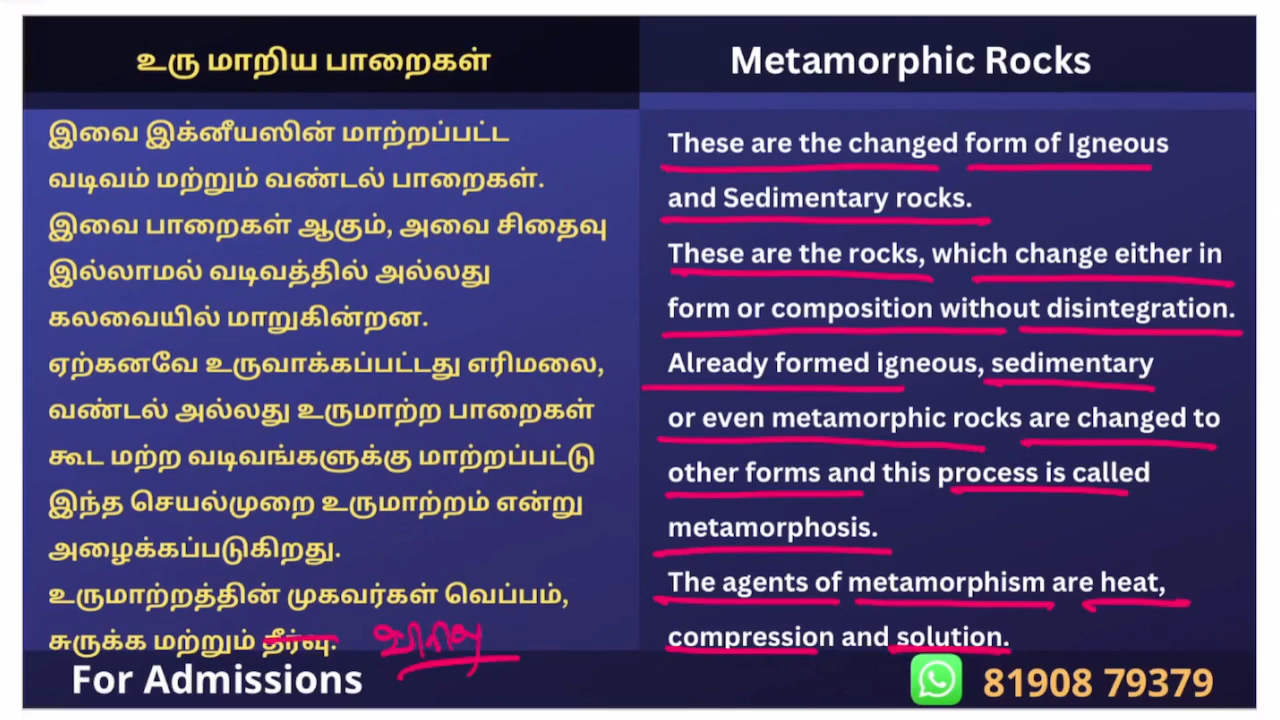 உரு மாறிய பாறைகள்
இவை இக்னீயஸின் மாற்றப்பட்ட
வடிவம் மற்றும் வண்டல் பாறைகள்.
இவை பாறைகள் ஆகும், அவை சிதைவு
இல்லாமல் வடிவத்தில் அல்லது
கலவையில் மாறுகின்றன.
ஏற்கனவே உருவாக்கப்பட்டது எரிமலை,
வண்டல் அல்லது உருமாற்ற பாறைகள்
கூட மற்ற வடிவங்களுக்கு மாற்றப்பட்டு
இந்த செயல்முறை உருமாற்றம் என்று
அழைக்கப்படுகிறது.
உருமாற்றத்தின் முகவர்கள் வெப்பம்,
சுருக்க மற்றும் தீர்வு.
Metamorphic Rocks
These are the changed form of Igneous
and Sedimentary rocks.
These are the rocks, which change either in
form or composition without disintegration.
Already formed igneous, sedimentary
or even metamorphic rocks are changed to
other forms and this process is called
metamorphosis.
The agents of metamorphism are heat,
compression and solution.
For Admissions
81908 79379